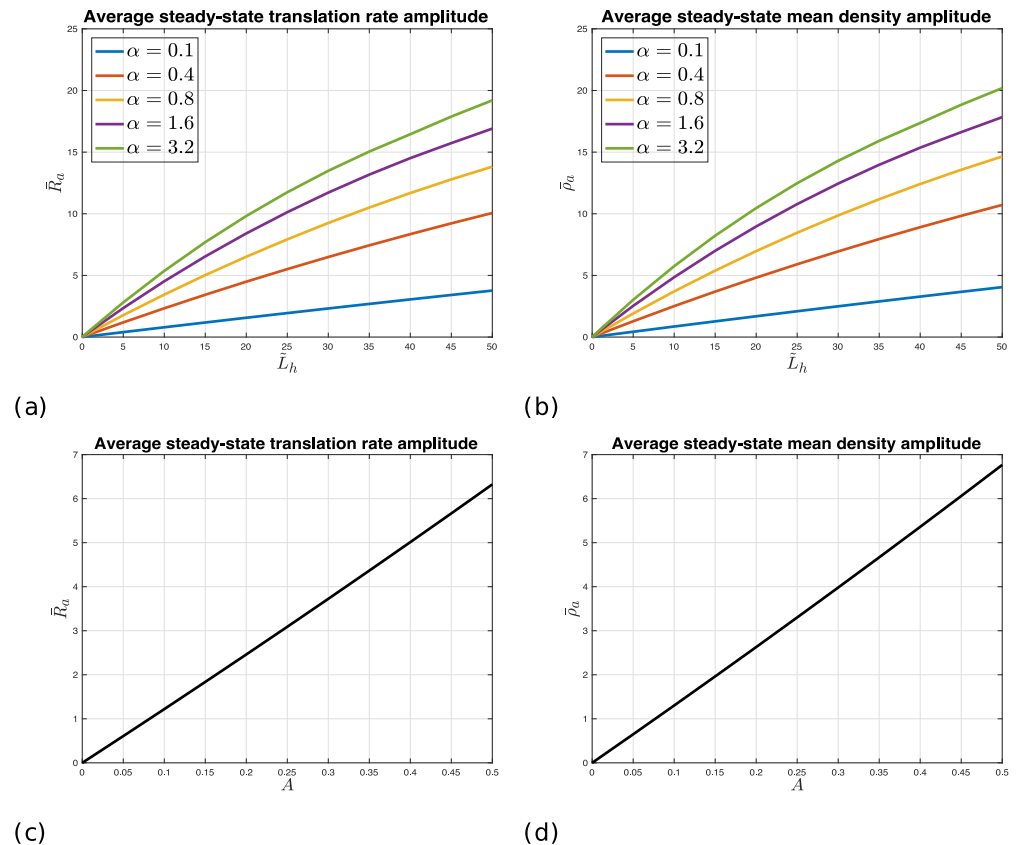 Average steady-state translation rate amplitude
25
20
15
10
5
0
R̄ₐ
α = 0.1
α = 0.4
α = 0.8
α = 1.6
α = 3.2
0 5 10 15 20 25 30 35 40 45 50
L̃ₕ
(a)
Average steady-state mean density amplitude
25
20
15
10
5
0
ρ̄ₐ
α = 0.1
α = 0.4
α = 0.8
α = 1.6
α = 3.2
0 5 10 15 20 25 30 35 40 45 50
L̃ₕ
(b)
Average steady-state translation rate amplitude
7
6
5
4
3
2
1
0
R̄ₐ
0 0.05 0.1 0.15 0.2 0.25 0.3 0.35 0.4 0.45 0.5
A
(c)
Average steady-state mean density amplitude
7
6
5
4
3
2
1
0
ρ̄ₐ
0 0.05 0.1 0.15 0.2 0.25 0.3 0.35 0.4 0.45 0.5
A
(d)